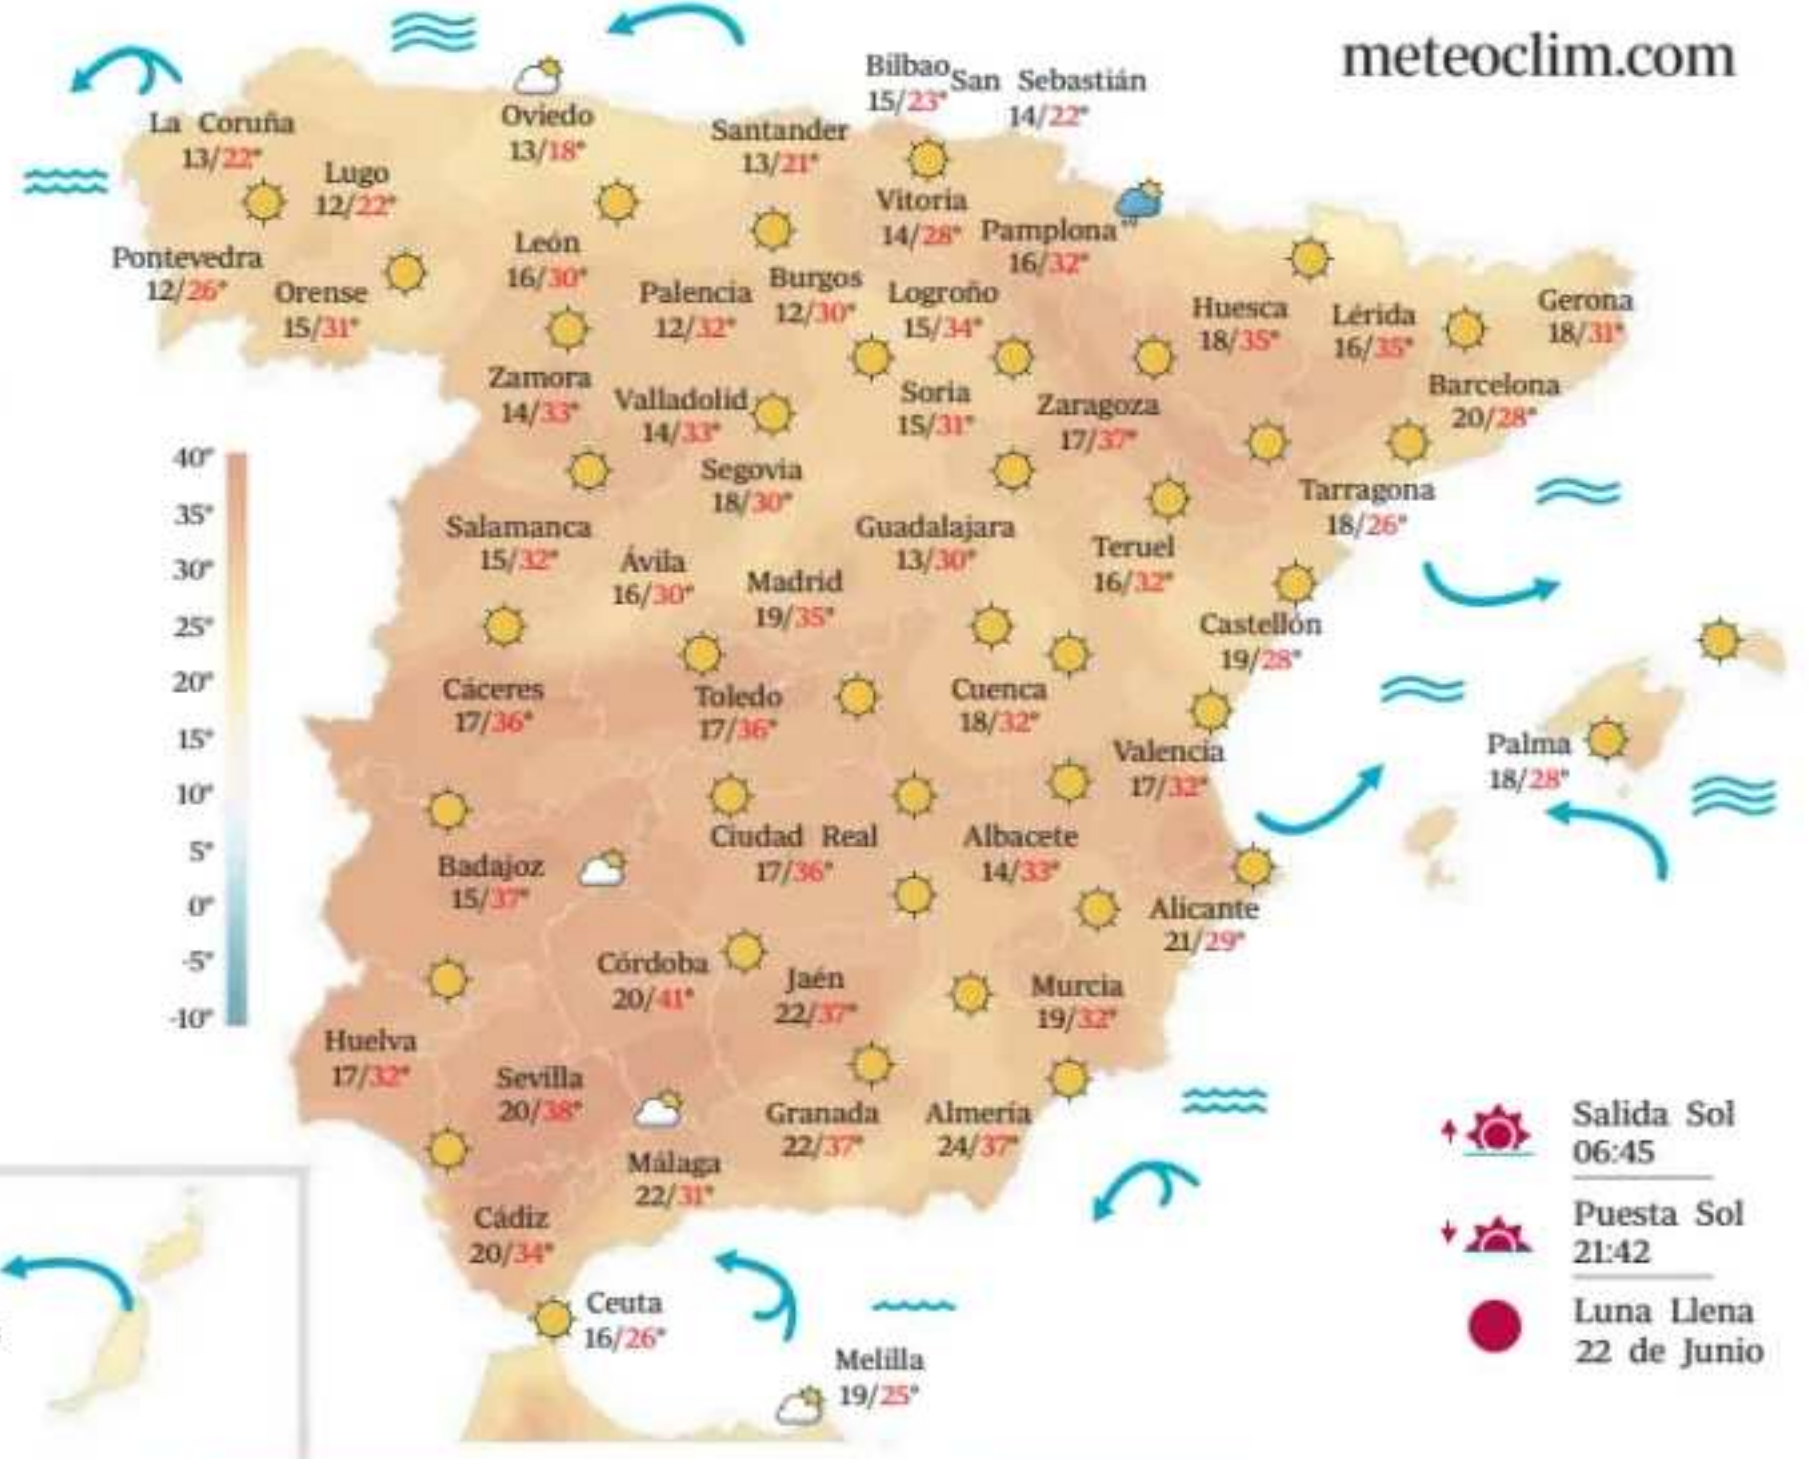 meteoclim.com
Bilbao
15/23°
San Sebastián
14/22°
La Coruña
13/22°
Oviedo
13/18°
Santander
13/21°
Lugo
12/22°
Vitoria
14/28°
Pamplona
16/32°
Pontevedra
12/26°
Orense
15/31°
León
16/30°
Palencia
12/32°
Burgos
12/30°
Logroño
15/34°
Huesca
18/35°
Lérida
16/35°
Gerona
18/31°
Zamora
14/33°
Valladolid
14/33°
Soria
15/31°
Zaragoza
17/37°
Barcelona
20/28°
Segovia
18/30°
Tarragona
18/26°
Salamanca
15/32°
Ávila
16/30°
Madrid
19/35°
Guadalajara
13/30°
Teruel
16/32°
Castellón
19/28°
Cáceres
17/36°
Toledo
17/36°
Cuenca
18/32°
Valencia
17/32°
Palma
18/28°
Badajoz
15/37°
Ciudad Real
17/36°
Albacete
14/33°
Alicante
21/29°
Córdoba
20/41°
Jaén
22/37°
Murcia
19/32°
Huelva
17/32°
Sevilla
20/38°
Granada
22/37°
Almería
24/37°
Málaga
22/31°
Cádiz
20/34°
Ceuta
16/26°
Melilla
19/25°
40°
35°
30°
25°
20°
15°
10°
5°
0°
-5°
-10°
Salida Sol
06:45
Puesta Sol
21:42
Luna Llena
22 de Junio